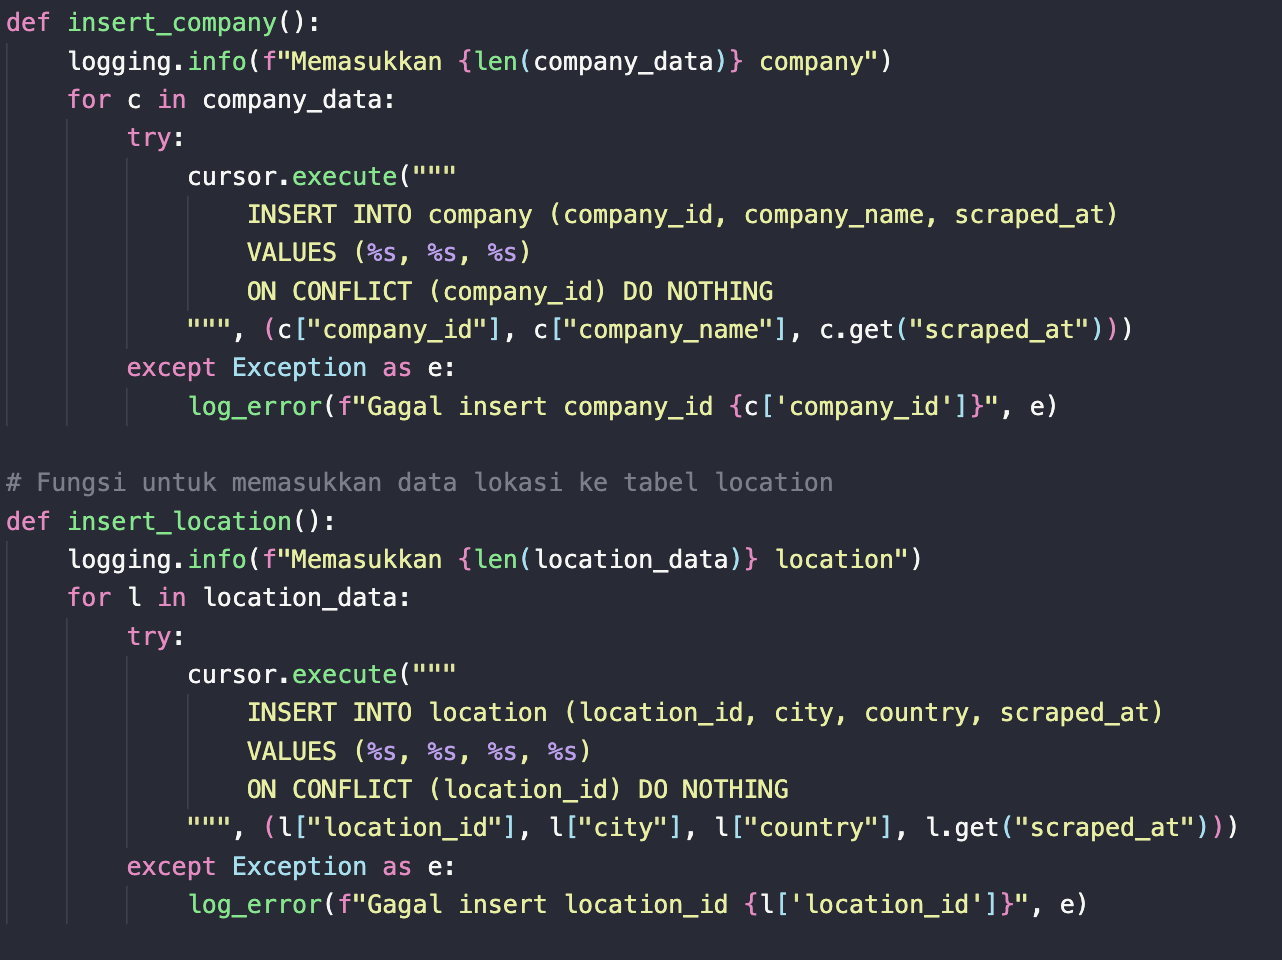 def insert_company():
    logging.info(f"Memasukkan {len(company_data)} company")
    for c in company_data:
        try:
            cursor.execute("""
                INSERT INTO company (company_id, company_name, scraped_at)
                VALUES (%s, %s, %s)
                ON CONFLICT (company_id) DO NOTHING
            """, (c["company_id"], c["company_name"], c.get("scraped_at")))
        except Exception as e:
            log_error(f"Gagal insert company_id {c['company_id']}", e)

# Fungsi untuk memasukkan data lokasi ke tabel location
def insert_location():
    logging.info(f"Memasukkan {len(location_data)} location")
    for l in location_data:
        try:
            cursor.execute("""
                INSERT INTO location (location_id, city, country, scraped_at)
                VALUES (%s, %s, %s, %s)
                ON CONFLICT (location_id) DO NOTHING
            """, (l["location_id"], l["city"], l["country"], l.get("scraped_at")))
        except Exception as e:
            log_error(f"Gagal insert location_id {l['location_id']}", e)